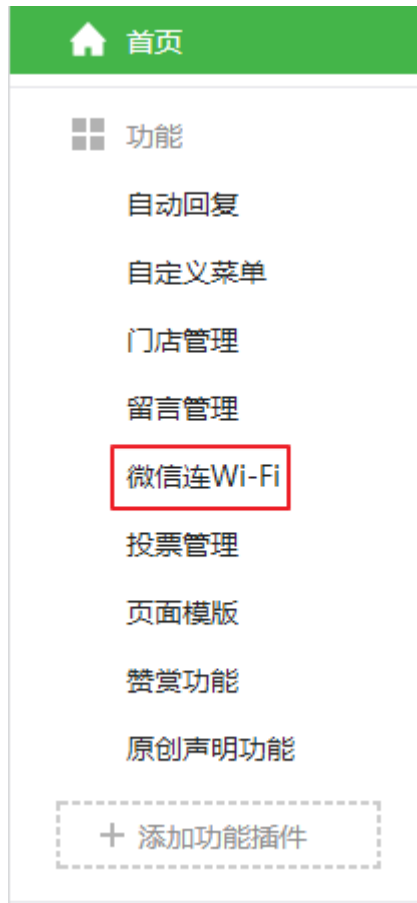 首页
功能
自动回复
自定义菜单
门店管理
留言管理
微信连Wi-Fi
投票管理
页面模版
赞赏功能
原创声明功能
+ 添加功能插件